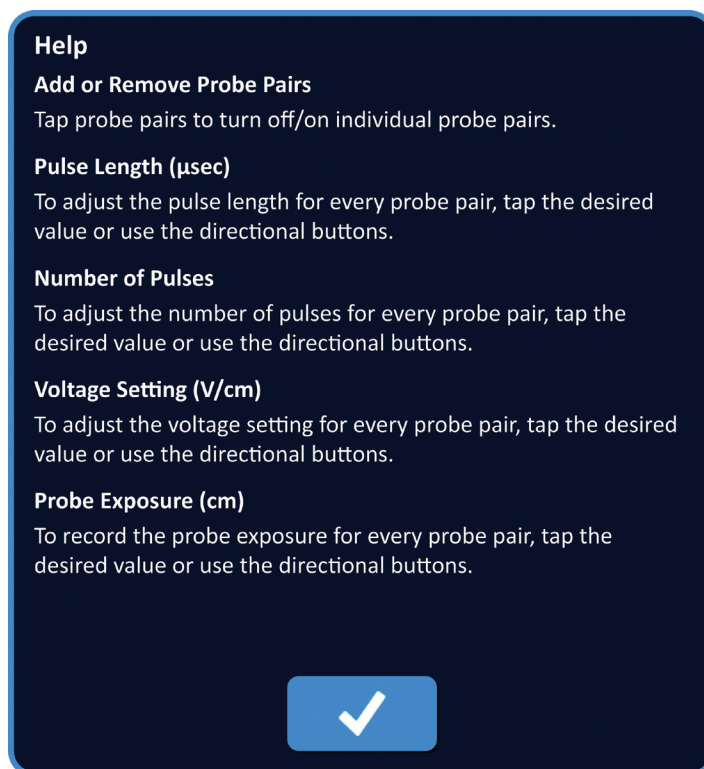 Help
Add or Remove Probe Pairs
Tap probe pairs to turn off/on individual probe pairs.
Pulse Length (μsec)
To adjust the pulse length for every probe pair, tap the desired
value or use the directional buttons.
Number of Pulses
To adjust the number of pulses for every probe pair, tap the
desired value or use the directional buttons.
Voltage Setting (V/cm)
To adjust the voltage setting for every probe pair, tap the desired
value or use the directional buttons.
Probe Exposure (cm)
To record the probe exposure for every probe pair, tap the
desired value or use the directional buttons.